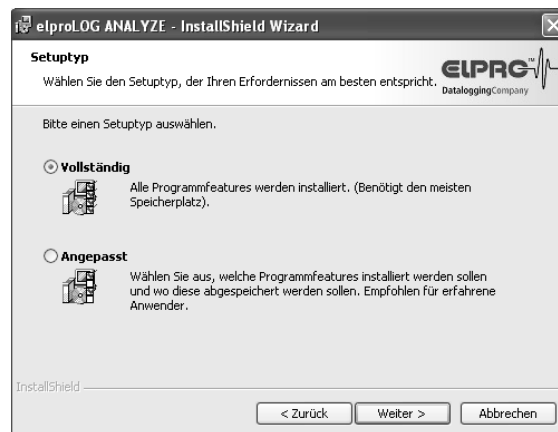 elproLOG ANALYZE - InstallShield Wizard
Setuptyp
Wählen Sie den Setuptyp, der Ihren Erfordernissen am besten entspricht.
ELPRO™
DataloggingCompany
Bitte einen Setuptyp auswählen.
Vollständig
Alle Programmfeatures werden installiert. (Benötigt den meisten
Speicherplatz).
Angepasst
Wählen Sie aus, welche Programmfeatures installiert werden sollen
und wo diese abgespeichert werden sollen. Empfohlen für erfahrene
Anwender.
InstallShield
< Zurück
Weiter >
Abbrechen